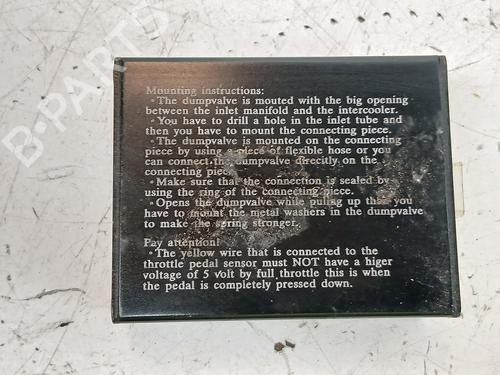 B-PARTS
Mounting instructions:
• The dumpvalve is mouted with the big opening
between the inlet manifold and the intercooler.
• You have to drill a hole in the inlet tube and
then you have to mount the connecting piece.
• The dumpvalve is mounted on the connecting
piece by using a piece of flexible hose or you
can connect the dumpvalve directly on the
connecting piece
• Make sure that the connection is sealed by
using the ring of the connecting piece.
• Opens the dumpvalve while pulling up than you
have to mount the metal washers in the dumpvalve
to make the spring stronger.
Pay attention!
• The yellow wire that is connected to the
throttle pedal sensor must NOT have a higer
voltage of 5 volt by full throttle this is when
the pedal is completely pressed down.